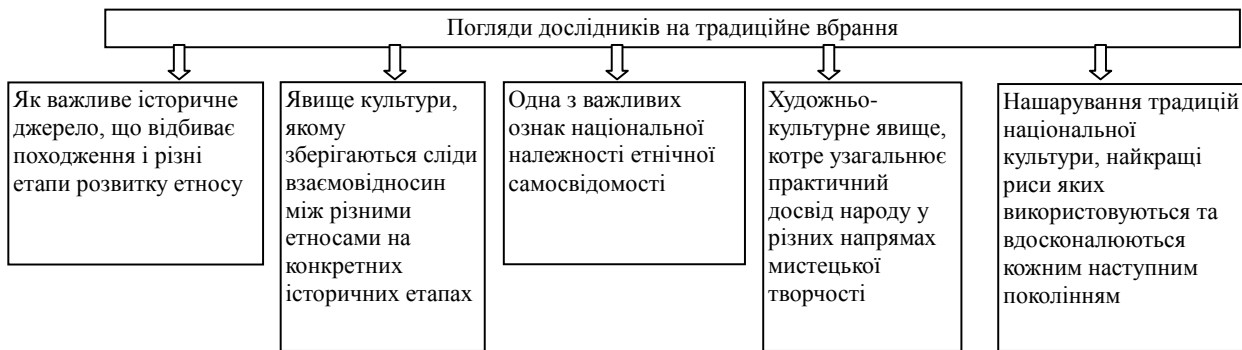 Погляди дослідників на традиційне вбрання
Як важливе історичне
джерело, що відбиває
походження і різні
етапи розвитку етносу
Явище культури,
якому
зберігаються сліди
взаємовідносин
між різними
етносами на
конкретних
історичних етапах
Одна з важливих
ознак національної
належності етнічної
самосвідомості
Художньо-
культурне явище,
котре узагальнює
практичний
досвід народу у
різних напрямах
мистецької
творчості
Нашарування традицій
національної
культури, найкращі
риси яких
використовуються та
вдосконалюються
кожним наступним
поколінням